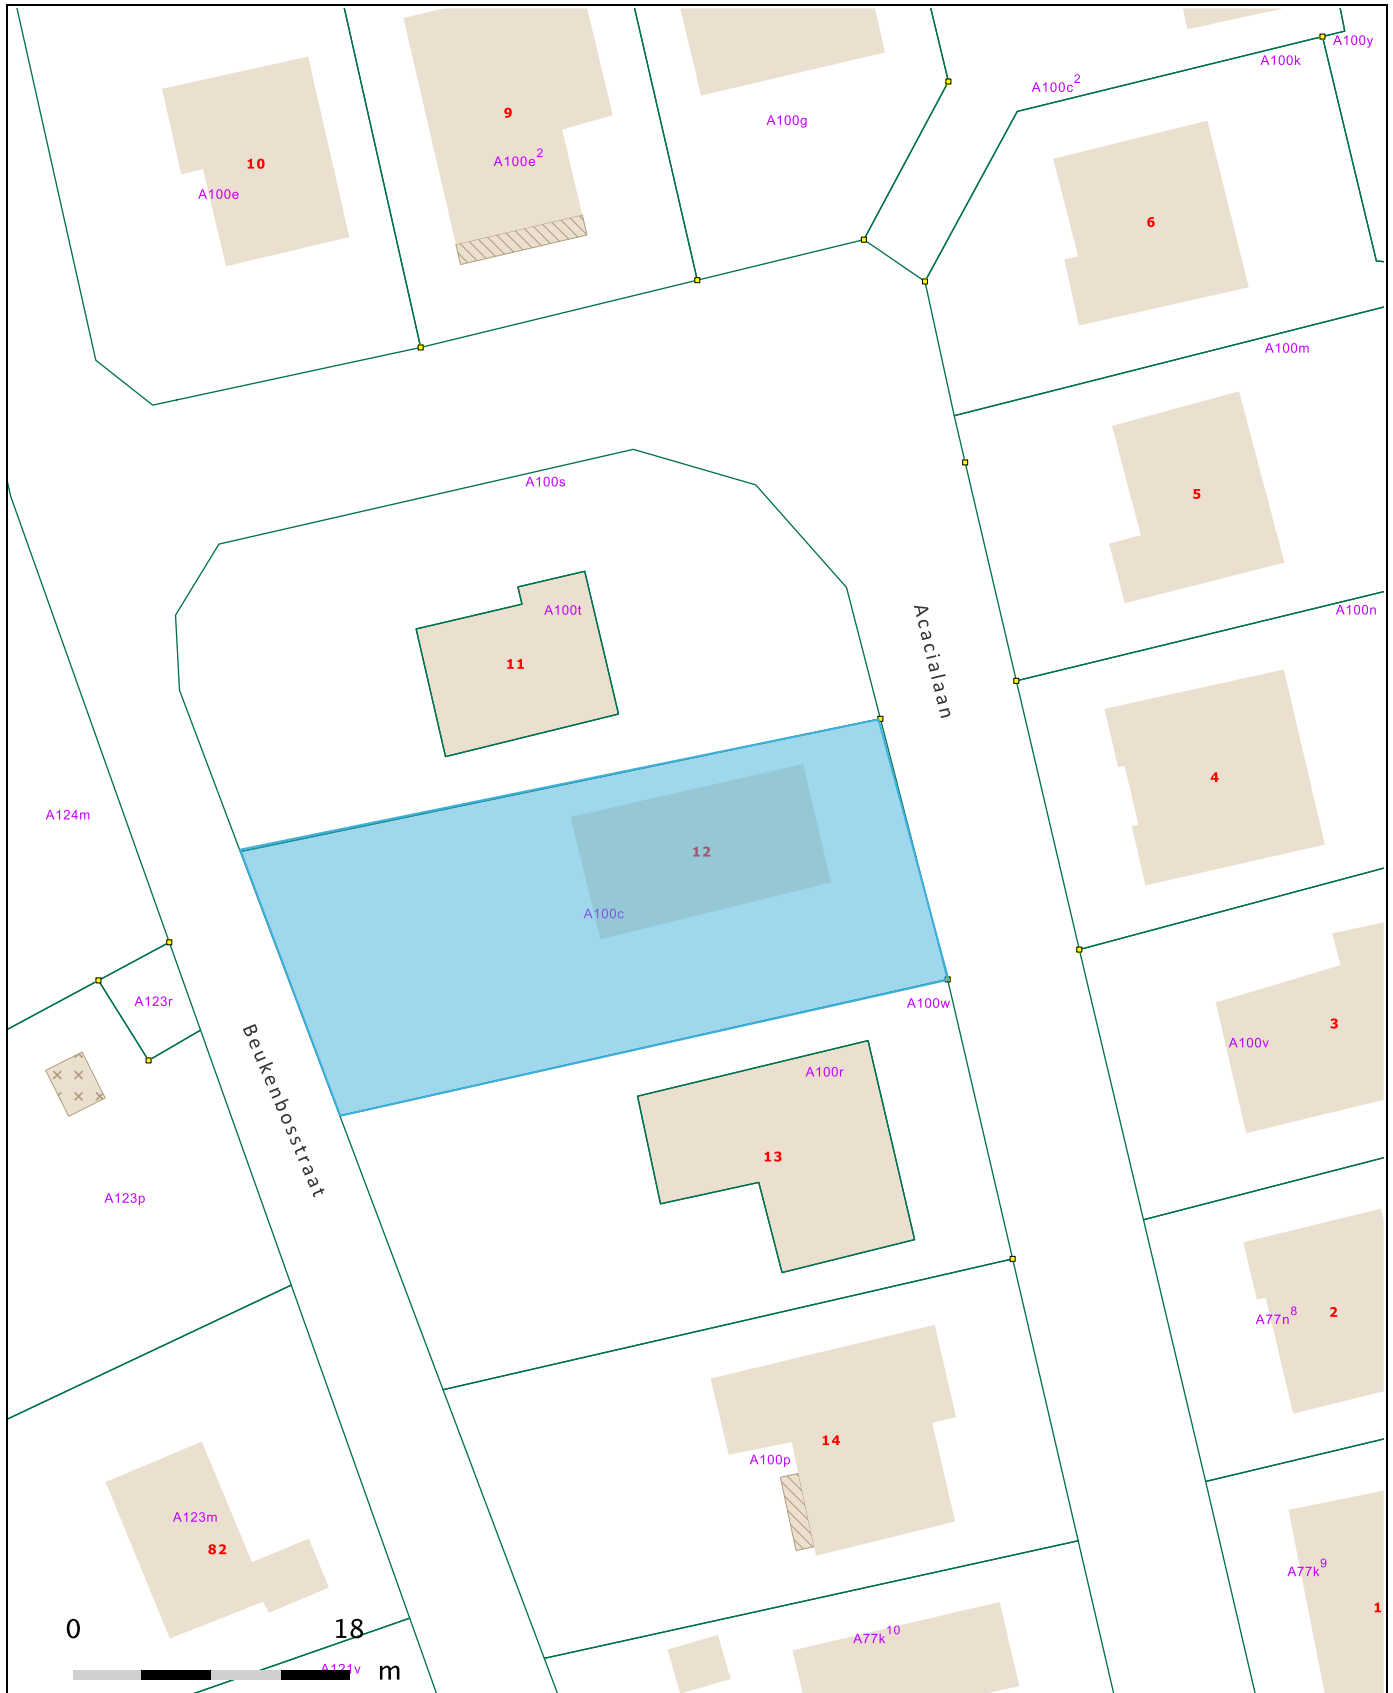 A100y
A100k
A100c²
9
A100g
A100e²
10
A100e
6
A100m
A100s
5
A100t
A100n
Acacialaan
11
4
A124m
12
A100c
A123r
A100w
3
A100v
Beukenbosstraat
A100r
13
A123p
2
A77n⁸
14
A100p
A123m
82
A77k⁹
1
0 18
A77k¹⁰
A121v
m